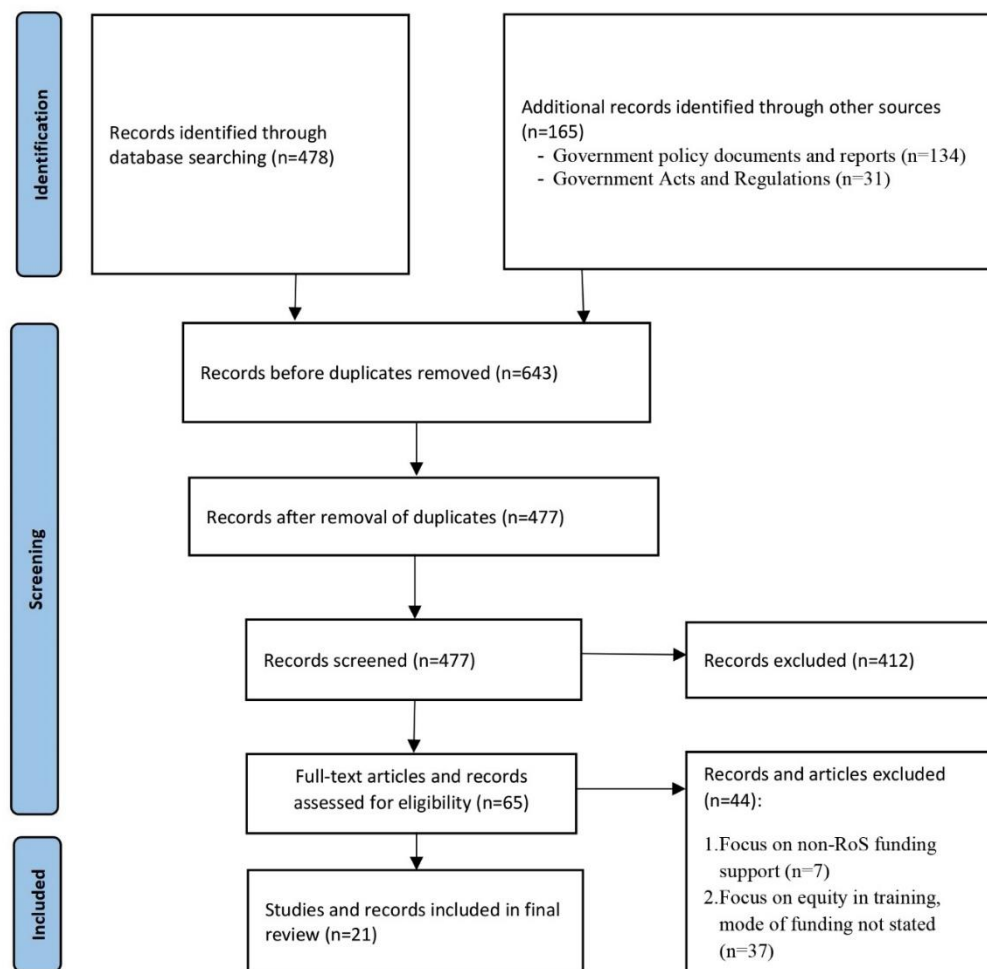 Identification
Records identified through
database searching (n=478)
Additional records identified through other sources
(n=165)
- Government policy documents and reports (n=134)
- Government Acts and Regulations (n=31)
Screening
Records before duplicates removed (n=643)
Records after removal of duplicates (n=477)
Records screened (n=477)
Records excluded (n=412)
Full-text articles and records
assessed for eligibility (n=65)
Records and articles excluded
(n=44):
1.Focus on non-RoS funding
support (n=7)
2.Focus on equity in training,
mode of funding not stated
(n=37)
Included
Studies and records included in final
review (n=21)